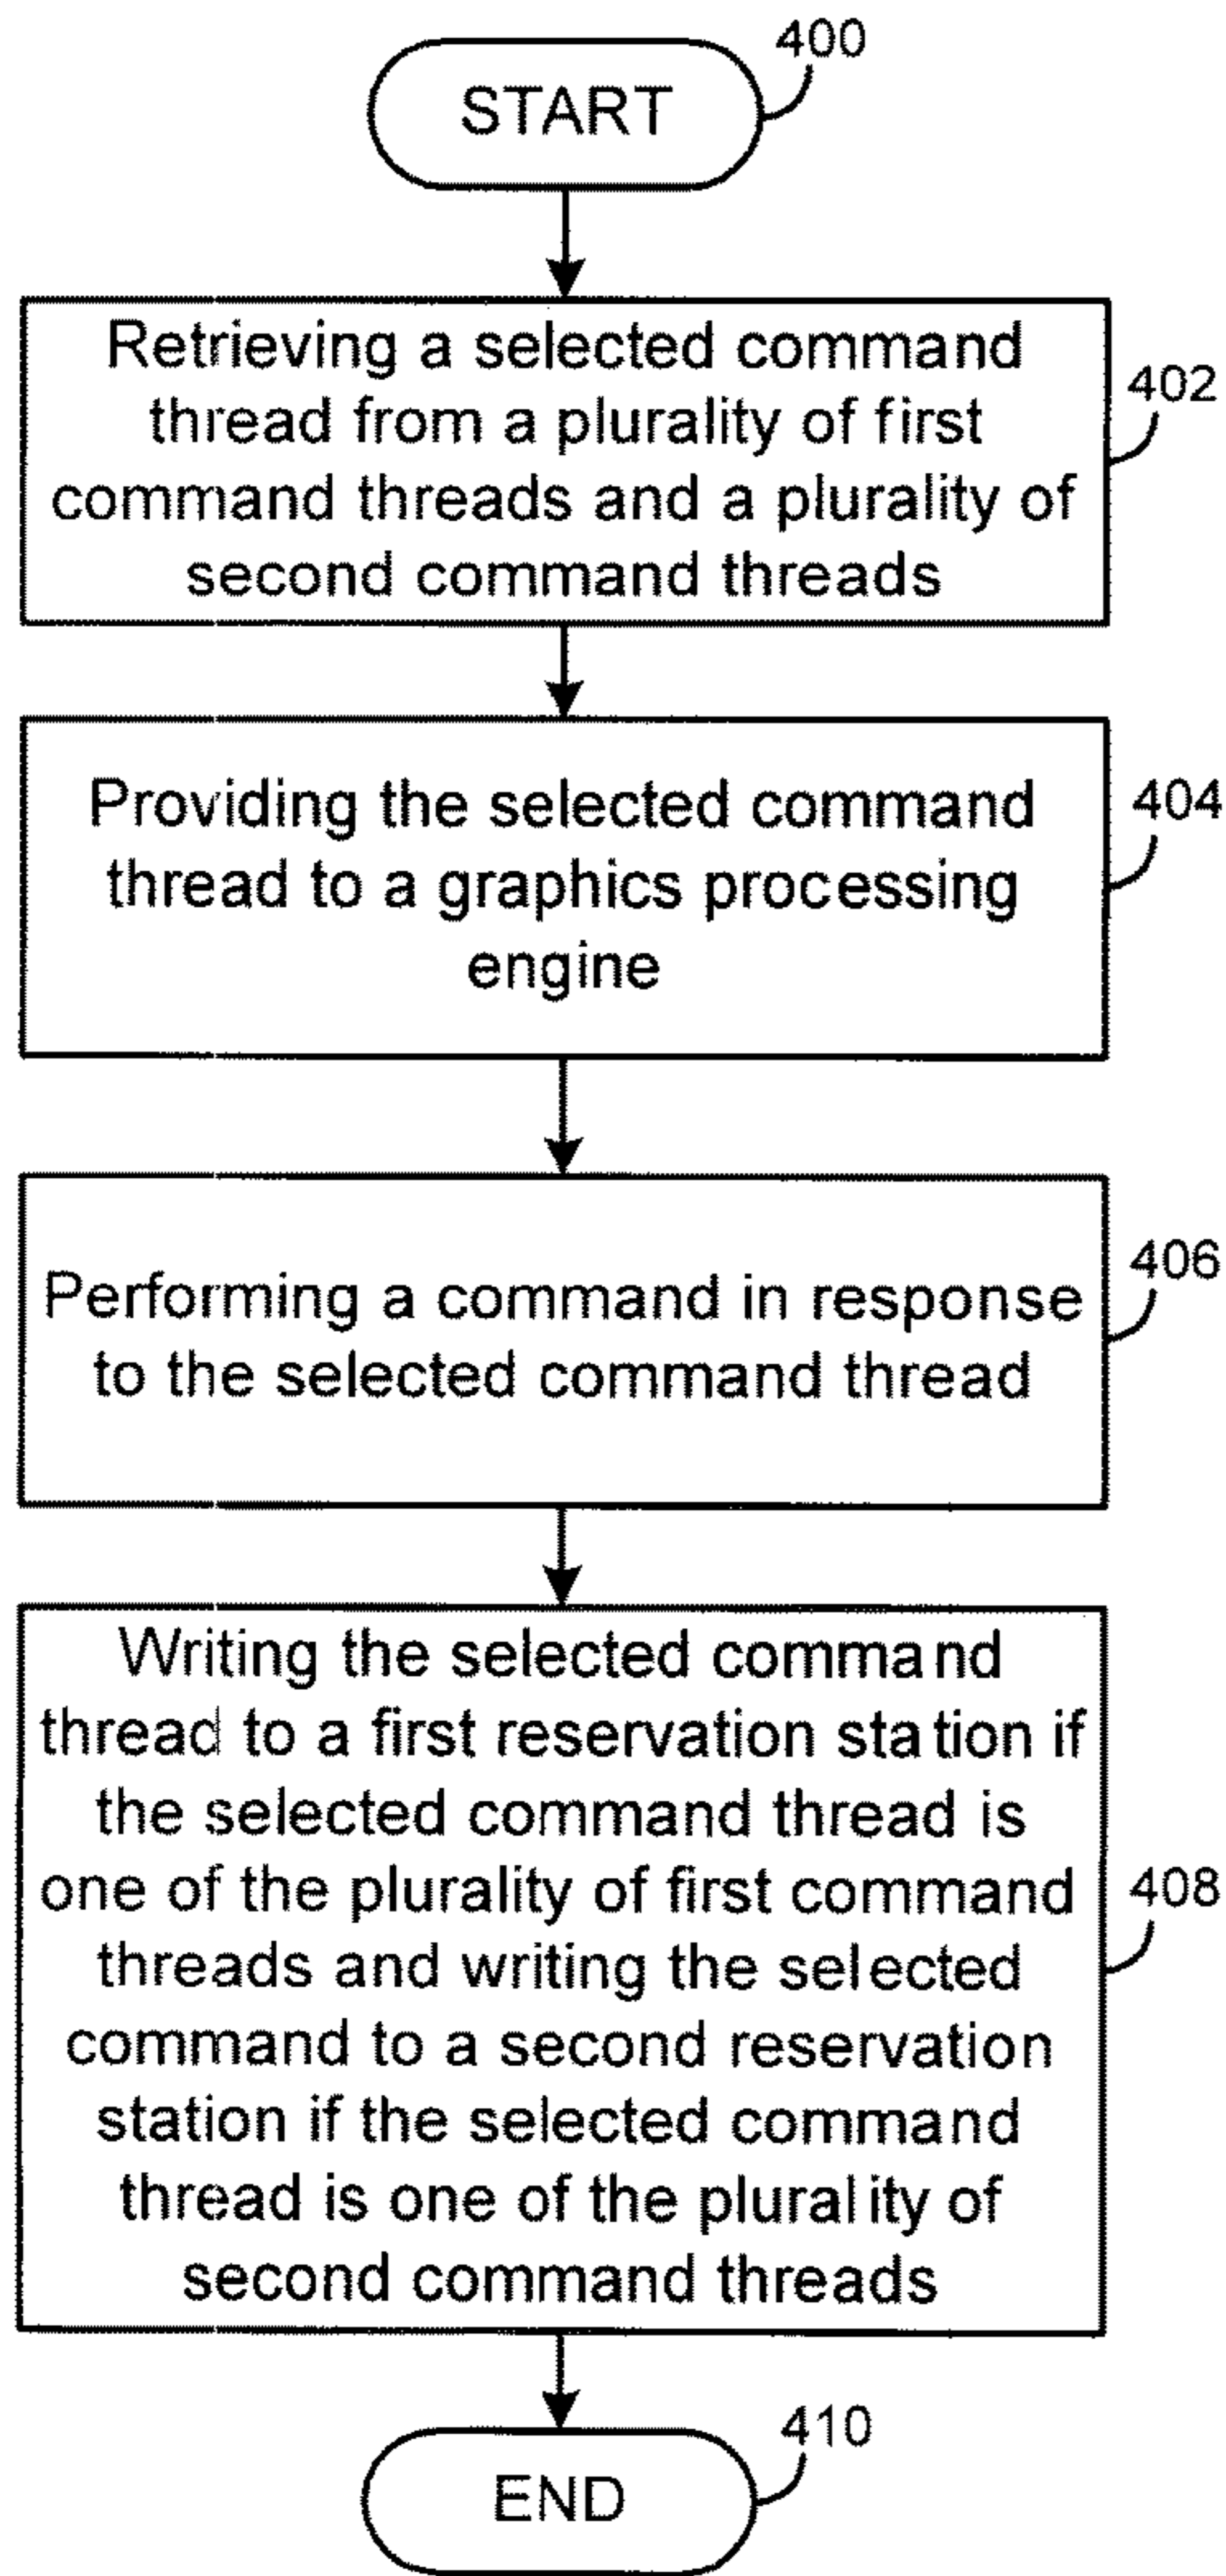 400
START
Retrieving a selected command
thread from a plurality of first
command threads and a plurality of
second command threads
402
Providing the selected command
thread to a graphics processing
engine
404
Performing a command in response
to the selected command thread
406
Writing the selected command
thread to a first reservation station if
the selected command thread is
one of the plurality of first command
threads and writing the selected
command to a second reservation
station if the selected command
thread is one of the plurality of
second command threads
408
410
END